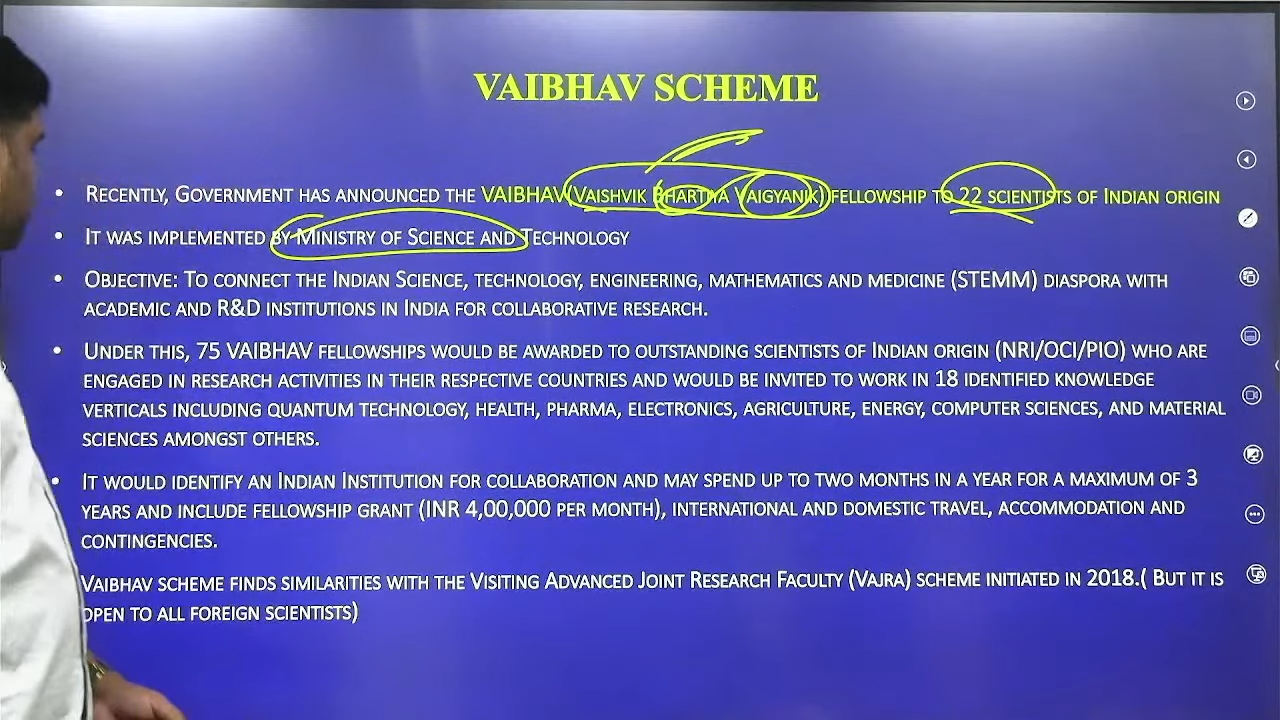 VAIBHAV SCHEME
• RECENTLY, GOVERNMENT HAS ANNOUNCED THE VAIBHAV(VAISHVIK BHARTIYA VAIGYANIK) FELLOWSHIP TO 22 SCIENTISTS OF INDIAN ORIGIN
• IT WAS IMPLEMENTED BY MINISTRY OF SCIENCE AND TECHNOLOGY
• OBJECTIVE: TO CONNECT THE INDIAN SCIENCE, TECHNOLOGY, ENGINEERING, MATHEMATICS AND MEDICINE (STEMM) DIASPORA WITH
ACADEMIC AND R&D INSTITUTIONS IN INDIA FOR COLLABORATIVE RESEARCH.
• UNDER THIS, 75 VAIBHAV FELLOWSHIPS WOULD BE AWARDED TO OUTSTANDING SCIENTISTS OF INDIAN ORIGIN (NRI/OCI/PIO) WHO ARE
ENGAGED IN RESEARCH ACTIVITIES IN THEIR RESPECTIVE COUNTRIES AND WOULD BE INVITED TO WORK IN 18 IDENTIFIED KNOWLEDGE
VERTICALS INCLUDING QUANTUM TECHNOLOGY, HEALTH, PHARMA, ELECTRONICS, AGRICULTURE, ENERGY, COMPUTER SCIENCES, AND MATERIAL
SCIENCES AMONGST OTHERS.
• IT WOULD IDENTIFY AN INDIAN INSTITUTION FOR COLLABORATION AND MAY SPEND UP TO TWO MONTHS IN A YEAR FOR A MAXIMUM OF 3
YEARS AND INCLUDE FELLOWSHIP GRANT (INR 4,00,000 PER MONTH), INTERNATIONAL AND DOMESTIC TRAVEL, ACCOMMODATION AND
CONTINGENCIES.
VAIBHAV SCHEME FINDS SIMILARITIES WITH THE VISITING ADVANCED JOINT RESEARCH FACULTY (VAJRA) SCHEME INITIATED IN 2018.( BUT IT IS
OPEN TO ALL FOREIGN SCIENTISTS)